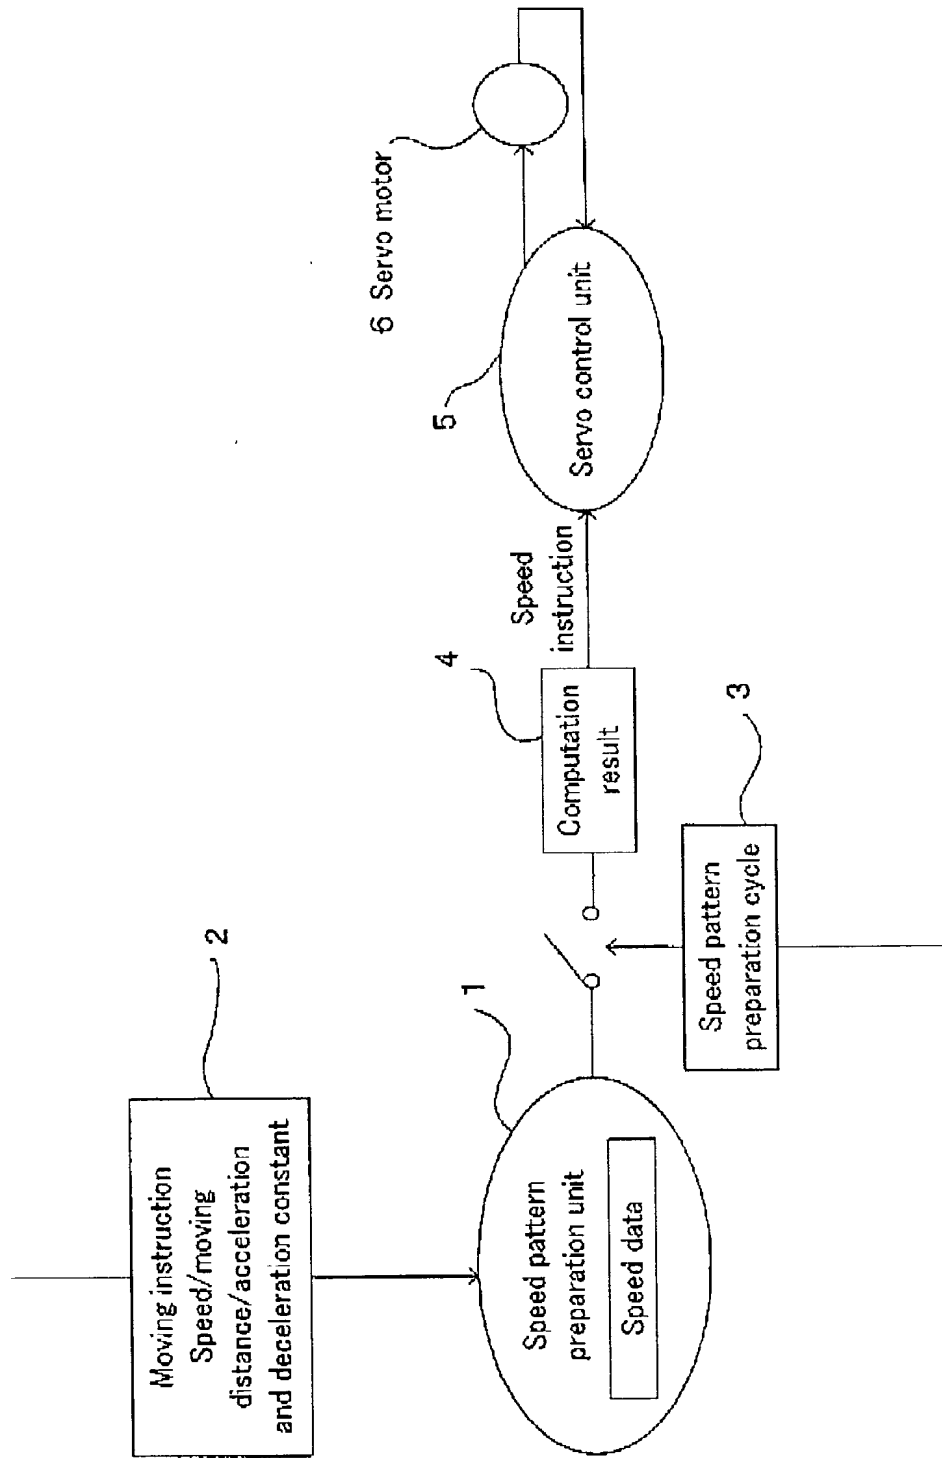 Moving instruction
Speed/moving
distance/acceleration
and deceleration constant
2
1
Speed pattern
preparation unit
Speed data
Speed pattern
preparation cycle
3
Computation
result
4
Speed
instruction
Servo control unit
5
6 Servo motor